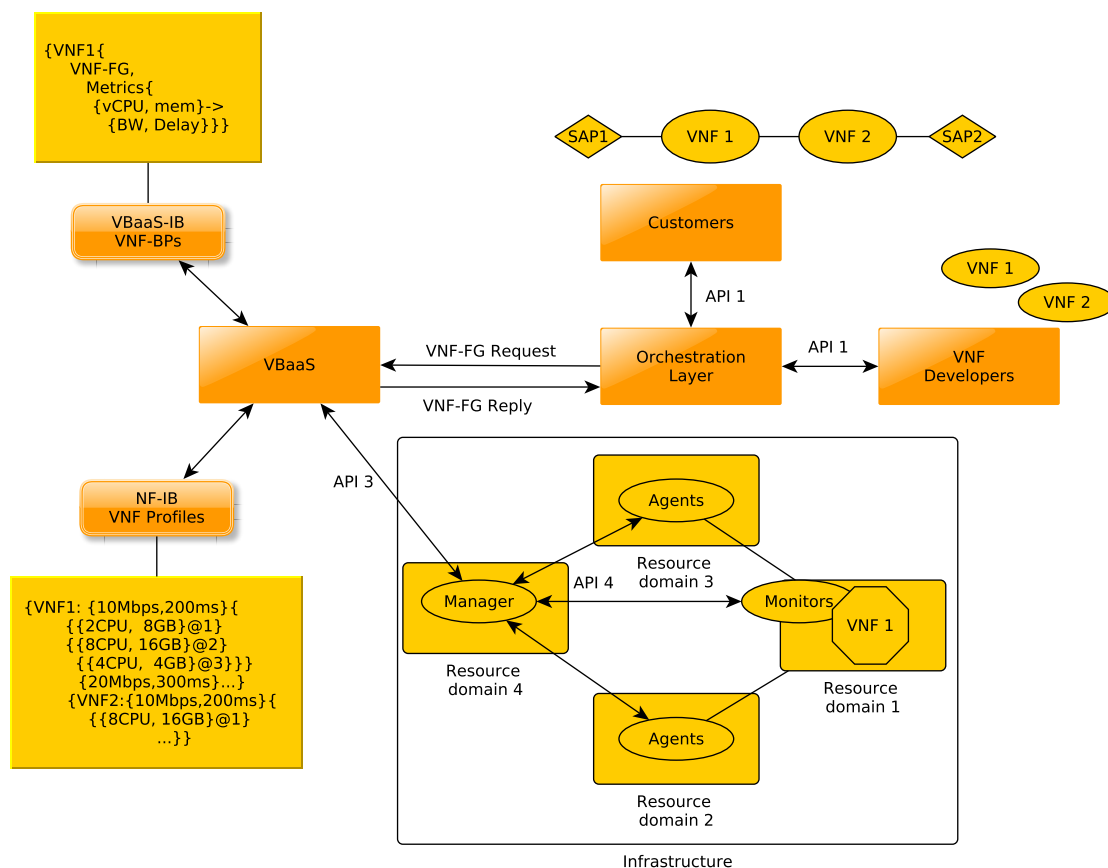 {VNF1{
VNF-FG,
Metrics{
{vCPU, mem}->
{BW, Delay}}}
SAP1
VNF 1
VNF 2
SAP2
VBaaS-IB
VNF-BPs
Customers
API 1
VNF 1
VNF 2
VBaaS
VNF-FG Request
VNF-FG Reply
Orchestration
Layer
API 1
VNF
Developers
API 3
NF-IB
VNF Profiles
Agents
Resource
domain 3
API 4
Manager
Monitors
VNF 1
Resource
domain 4
Resource
domain 1
Agents
Resource
domain 2
Infrastructure
{VNF1: {10Mbps,200ms}{
{{2CPU,  8GB}@1}
{{8CPU, 16GB}@2}
{{4CPU,  4GB}@3}}}
{20Mbps,300ms}...}
{VNF2:{10Mbps,200ms}{
{{8CPU, 16GB}@1}
...}}